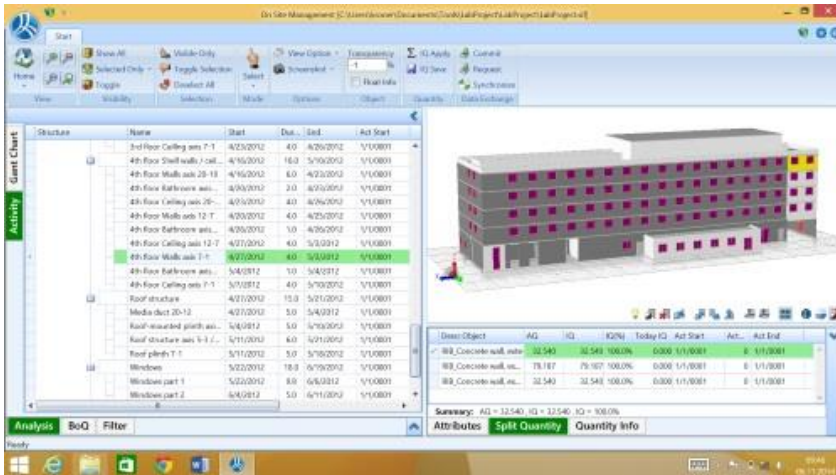 On Site Management [C:\Users\
Start
Show All
Selected Only
Toggle
Visible Only
Toggle Selection
Deselect All
Select
View Option
Screenshot
Transparency
-1 %
Float Info
IQ Apply
IQ Save
Commit
Request
Synchronize
Home
View Visibility Selection Mode Options Object Quantity Data Exchange
Gantt Chart
Activity
Structure Name Start Dur... End Act Start
3rd Floor Ceiling axis 7-1 4/23/2012 4.0 4/26/2012 1/1/0001
4th floor Shell walls / ceil... 4/16/2012 18.0 5/10/2012 1/1/0001
4th floor Walls axis 20-18 4/16/2012 6.0 4/23/2012 1/1/0001
4th floor Bathroom axis... 4/20/2012 2.0 4/23/2012 1/1/0001
4th floor Ceiling axis 20-... 4/23/2012 4.0 4/26/2012 1/1/0001
4th floor Walls axis 12-7 4/20/2012 4.0 4/25/2012 1/1/0001
4th floor Bathroom axis... 4/26/2012 1.0 4/26/2012 1/1/0001
4th floor Ceiling axis 12-7 4/27/2012 4.0 5/3/2012 1/1/0001
4th floor Walls axis 7-1 4/27/2012 4.0 5/3/2012 1/1/0001
4th floor Bathroom axis... 5/4/2012 1.0 5/4/2012 1/1/0001
4th floor Ceiling axis 7-1 5/7/2012 4.0 5/10/2012 1/1/0001
Roof structure 4/27/2012 15.0 5/21/2012 1/1/0001
Media duct 20-12 4/27/2012 5.0 5/4/2012 1/1/0001
Roof-mounted plinth axi... 5/4/2012 5.0 5/10/2012 1/1/0001
Roof structure axis 5-3 /... 5/11/2012 6.0 5/21/2012 1/1/0001
Roof plinth 7-1 5/11/2012 5.0 5/18/2012 1/1/0001
Windows 5/22/2012 18.0 6/19/2012 1/1/0001
Windows part 1 5/22/2012 8.0 6/6/2012 1/1/0001
Windows part 2 6/4/2012 5.0 6/11/2012 1/1/0001
Object AQ IQ IQ(%) Today IQ Act Start Act... Act End
RIB_Concrete wall, exte 32.540 32.540 100.0% 0.000 1/1/0001 0 1/1/0001
RIB_Concrete wall, ex... 79.187 79.187 100.0% 0.000 1/1/0001 0 1/1/0001
RIB_Concrete wall, ex... 32.543 100.0% 0.000 1/1/0001 0 1/1/0001
Summary: AQ = 32.540 , IQ = 32.540 , IQ = 100.0%
Analysis BoQ Filter
Attributes Split Quantity Quantity Info
Ready